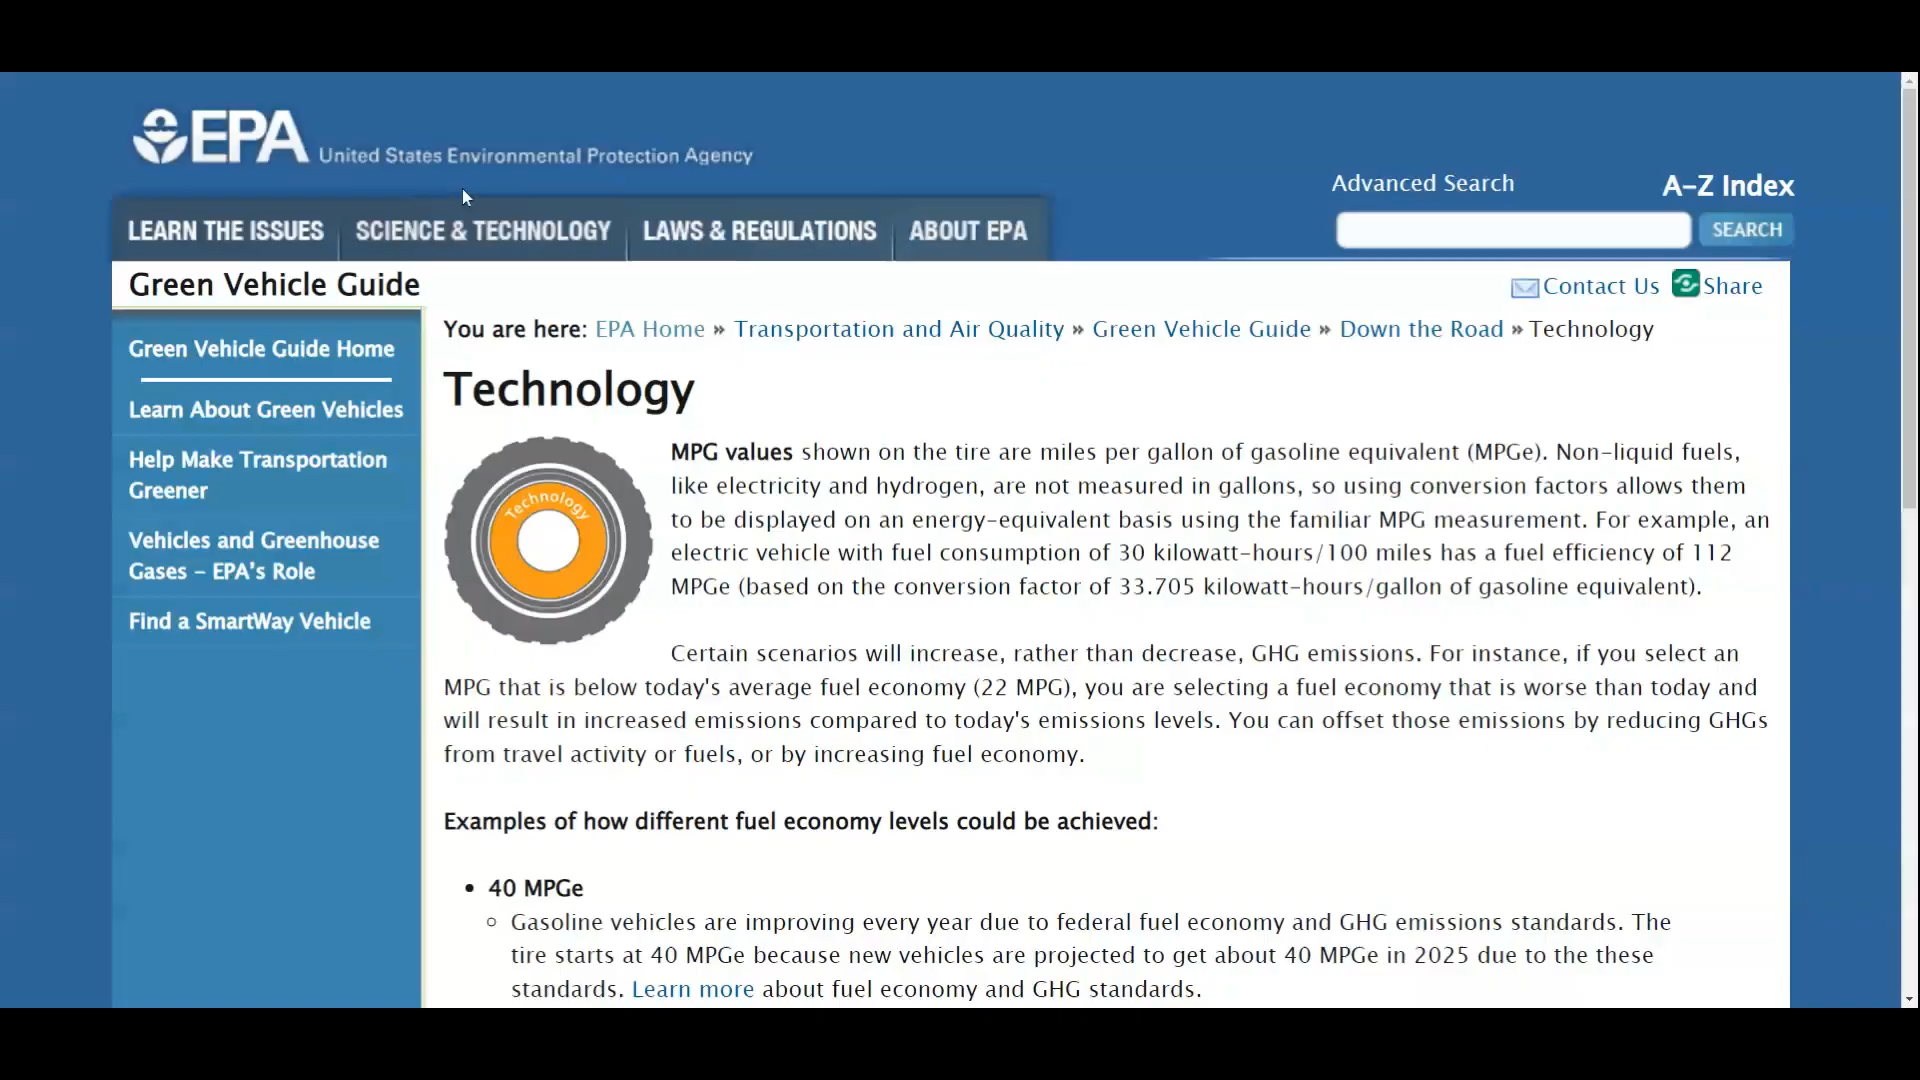 EPA United States Environmental Protection Agency
Advanced Search A-Z Index
LEARN THE ISSUES SCIENCE & TECHNOLOGY LAWS & REGULATIONS ABOUT EPA
SEARCH
Green Vehicle Guide
Contact Us Share
Green Vehicle Guide Home
Learn About Green Vehicles
Help Make Transportation
Greener
Vehicles and Greenhouse
Gases – EPA's Role
Find a SmartWay Vehicle
You are here: EPA Home » Transportation and Air Quality » Green Vehicle Guide » Down the Road » Technology
Technology
Technology
MPG values shown on the tire are miles per gallon of gasoline equivalent (MPGe). Non-liquid fuels,
like electricity and hydrogen, are not measured in gallons, so using conversion factors allows them
to be displayed on an energy-equivalent basis using the familiar MPG measurement. For example, an
electric vehicle with fuel consumption of 30 kilowatt-hours/100 miles has a fuel efficiency of 112
MPGe (based on the conversion factor of 33.705 kilowatt-hours/gallon of gasoline equivalent).
Certain scenarios will increase, rather than decrease, GHG emissions. For instance, if you select an
MPG that is below today's average fuel economy (22 MPG), you are selecting a fuel economy that is worse than today and
will result in increased emissions compared to today's emissions levels. You can offset those emissions by reducing GHGs
from travel activity or fuels, or by increasing fuel economy.
Examples of how different fuel economy levels could be achieved:
• 40 MPGe
○ Gasoline vehicles are improving every year due to federal fuel economy and GHG emissions standards. The
tire starts at 40 MPGe because new vehicles are projected to get about 40 MPGe in 2025 due to the these
standards. Learn more about fuel economy and GHG standards.